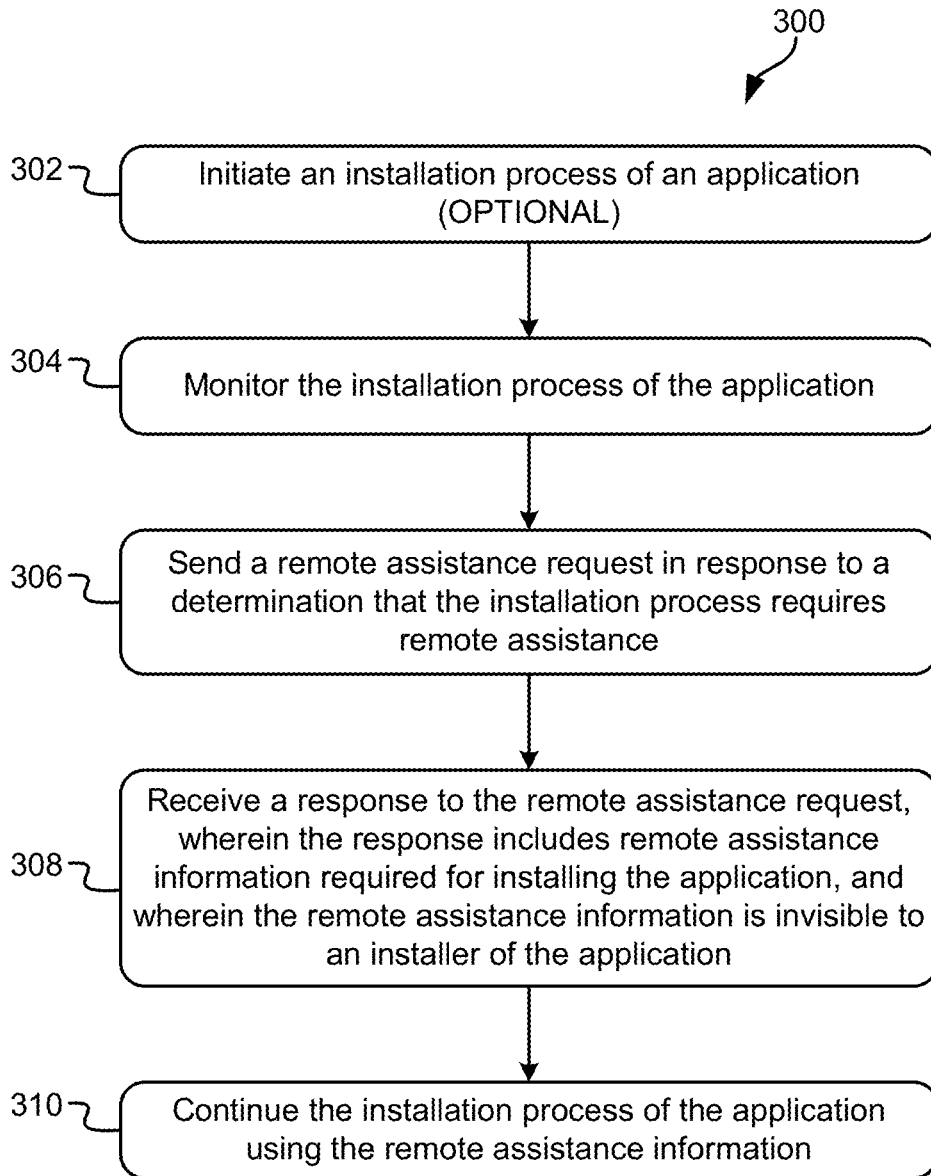 300
302
Initiate an installation process of an application
(OPTIONAL)
304
Monitor the installation process of the application
306
Send a remote assistance request in response to a
determination that the installation process requires
remote assistance
308
Receive a response to the remote assistance request,
wherein the response includes remote assistance
information required for installing the application, and
wherein the remote assistance information is invisible to
an installer of the application
310
Continue the installation process of the application
using the remote assistance information